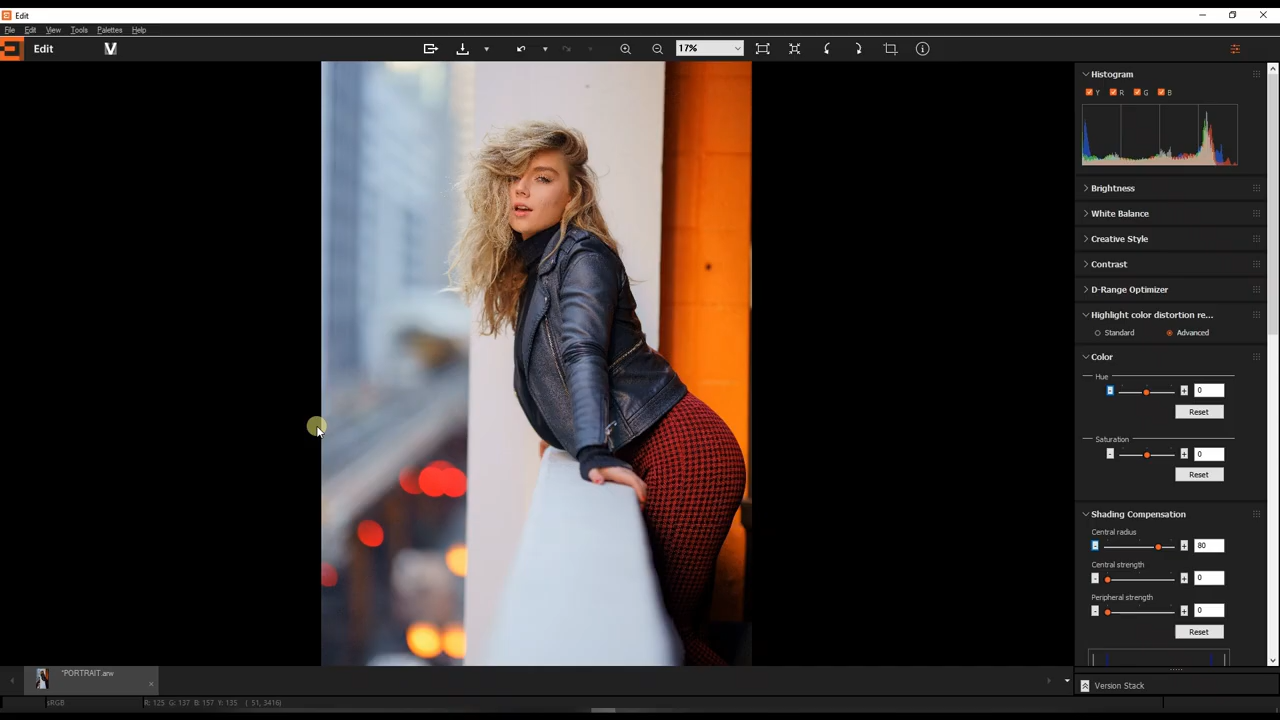 Edit
File Edit View Tools Palettes Help
Edit
17%
Histogram
Y R G B
Brightness
White Balance
Creative Style
Contrast
D-Range Optimizer
Highlight color distortion re...
Standard Advanced
Color
Hue
- + 0
Reset
Saturation
- + 0
Reset
Shading Compensation
Central radius
- + 80
Central strength
- + 0
Peripheral strength
- + 0
Reset
*PORTRAIT.arw
Version Stack
sRGB R: 125 G: 137 B: 157 Y: 135 ( 51, 3416)